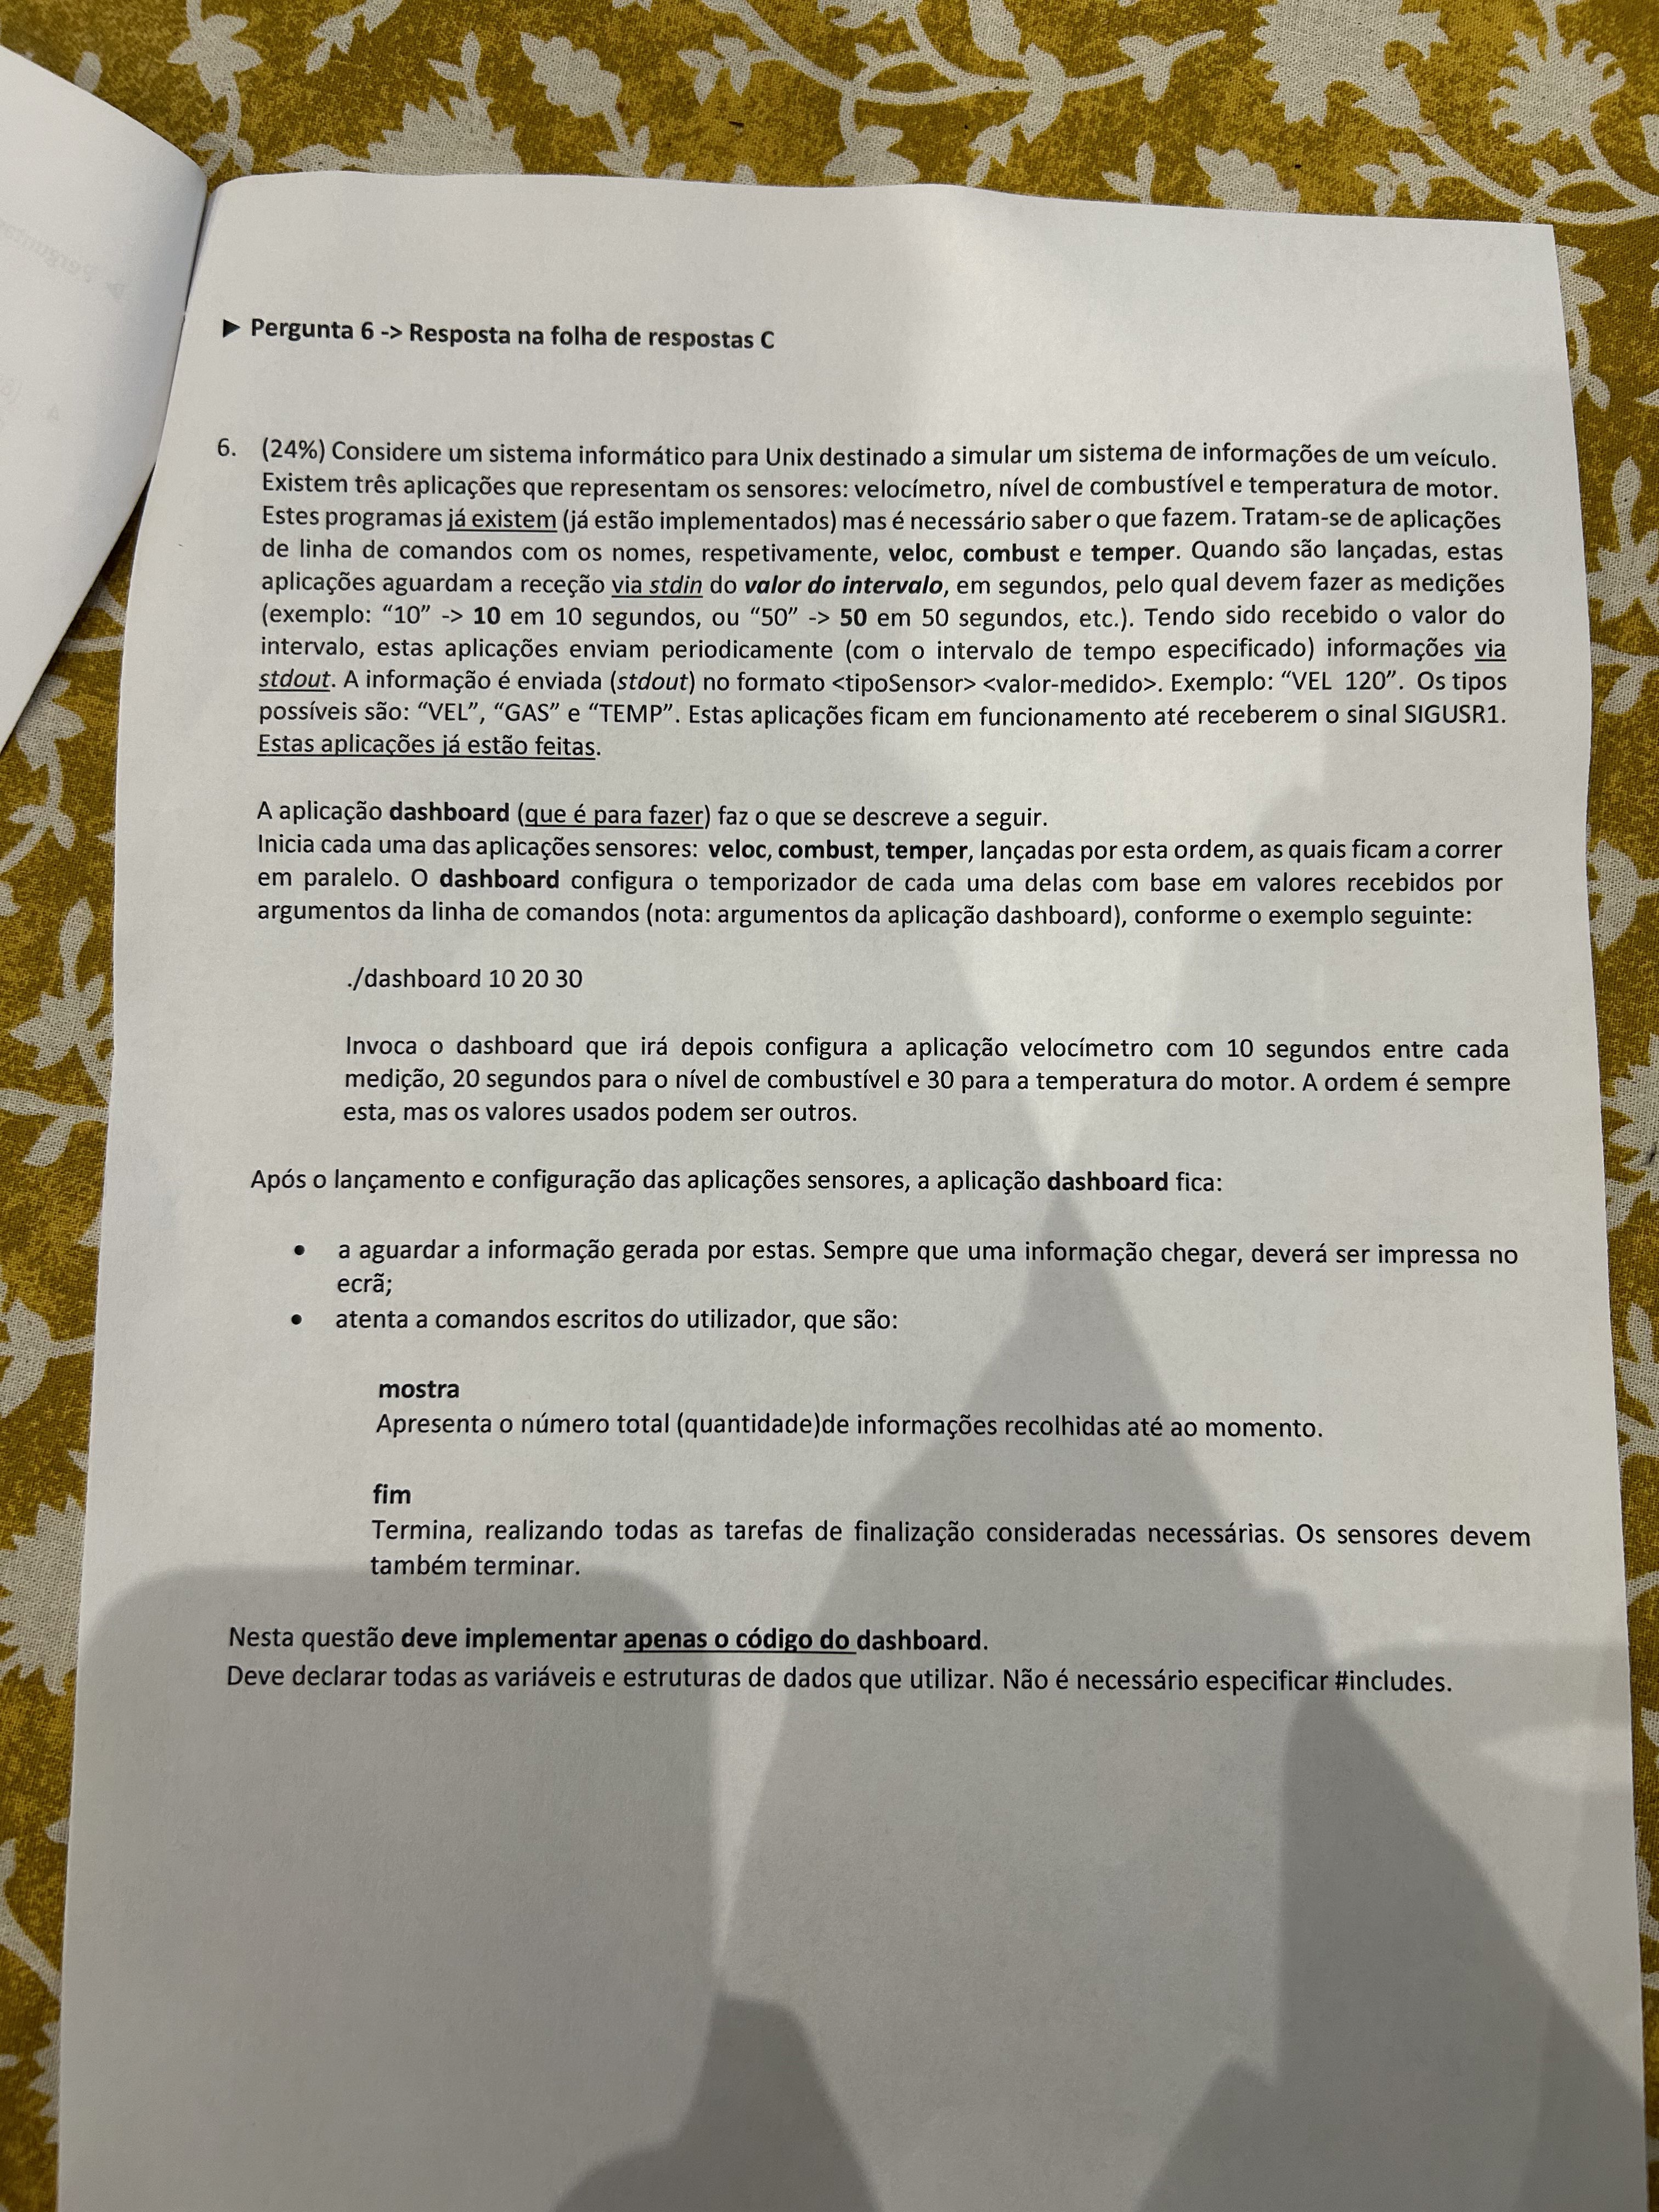 ► Pergunta 6 -> Resposta na folha de respostas C
6. (24%) Considere um sistema informático para Unix destinado a simular um sistema de informações de um veículo.
Existem três aplicações que representam os sensores: velocímetro, nível de combustível e temperatura de motor.
Estes programas já existem (já estão implementados) mas é necessário saber o que fazem. Tratam-se de aplicações
de linha de comandos com os nomes, respetivamente, veloc, combust e temper. Quando são lançadas, estas
aplicações aguardam a receção via stdin do valor do intervalo, em segundos, pelo qual devem fazer as medições
(exemplo: “10” -> 10 em 10 segundos, ou “50” -> 50 em 50 segundos, etc.). Tendo sido recebido o valor do
intervalo, estas aplicações enviam periodicamente (com o intervalo de tempo especificado) informações via
stdout. A informação é enviada (stdout) no formato <tipoSensor> <valor-medido>. Exemplo: “VEL 120”. Os tipos
possíveis são: “VEL”, “GAS” e “TEMP”. Estas aplicações ficam em funcionamento até receberem o sinal SIGUSR1.
Estas aplicações já estão feitas.
A aplicação dashboard (que é para fazer) faz o que se descreve a seguir.
Inicia cada uma das aplicações sensores: veloc, combust, temper, lançadas por esta ordem, as quais ficam a correr
em paralelo. O dashboard configura o temporizador de cada uma delas com base em valores recebidos por
argumentos da linha de comandos (nota: argumentos da aplicação dashboard), conforme o exemplo seguinte:
./dashboard 10 20 30
Invoca o dashboard que irá depois configura a aplicação velocímetro com 10 segundos entre cada
medição, 20 segundos para o nível de combustível e 30 para a temperatura do motor. A ordem é sempre
esta, mas os valores usados podem ser outros.
Após o lançamento e configuração das aplicações sensores, a aplicação dashboard fica:
• a aguardar a informação gerada por estas. Sempre que uma informação chegar, deverá ser impressa no
ecrã;
• atenta a comandos escritos do utilizador, que são:
mostra
Apresenta o número total (quantidade)de informações recolhidas até ao momento.
fim
Termina, realizando todas as tarefas de finalização consideradas necessárias. Os sensores devem
também terminar.
Nesta questão deve implementar apenas o código do dashboard.
Deve declarar todas as variáveis e estruturas de dados que utilizar. Não é necessário especificar #includes.